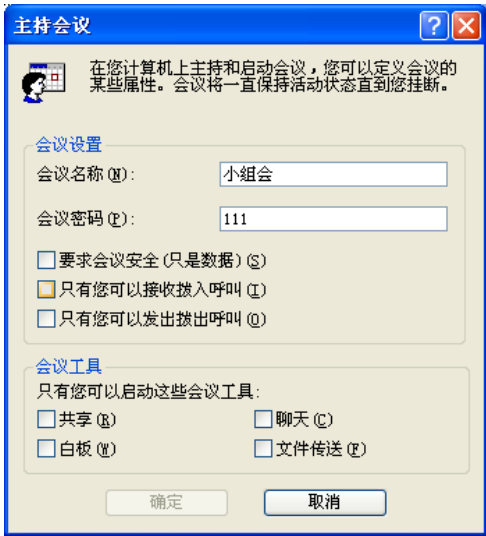 主持会议
在您计算机上主持和启动会议，您可以定义会议的
某些属性。会议将一直保持活动状态直到您挂断。
会议设置
会议名称(N): 小组会
会议密码(P): 111
要求会议安全(只是数据)(S)
只有您可以接收拨入呼叫(I)
只有您可以发出拨出呼叫(O)
会议工具
只有您可以启动这些会议工具:
共享(R) 聊天(C)
白板(W) 文件传送(F)
确定 取消